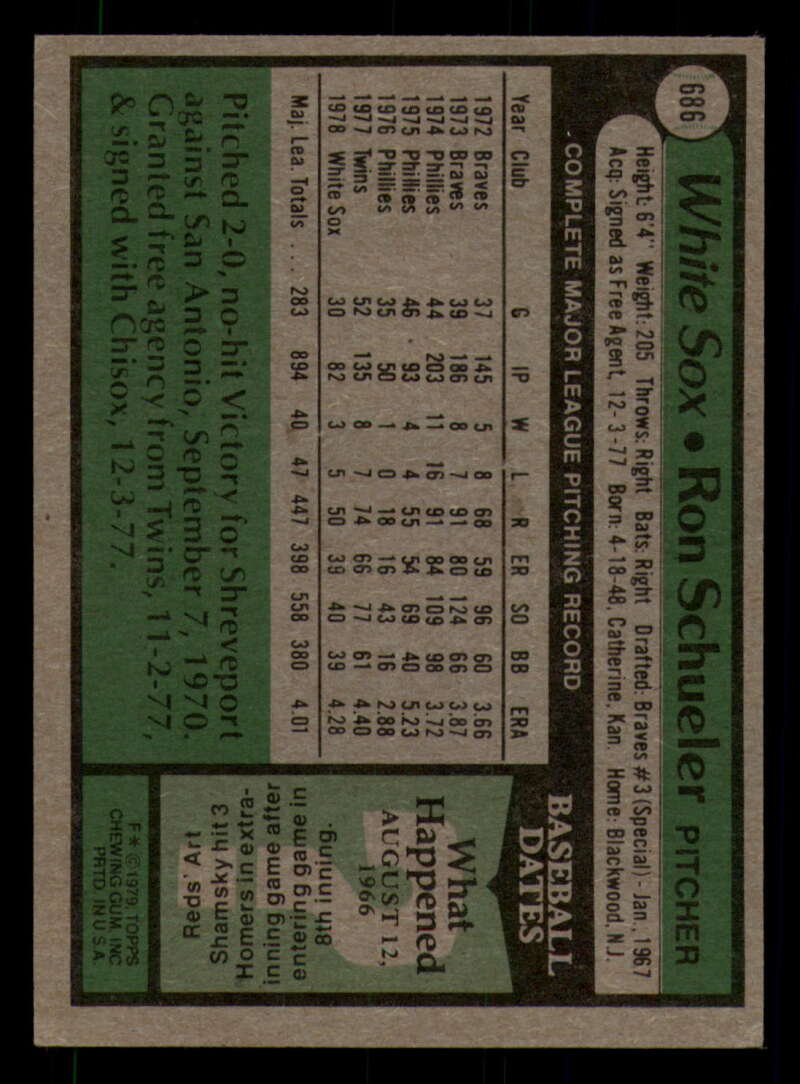 686
White Sox • Ron Schueler PITCHER
Height: 6'4" Weight: 205 Throws: Right Bats: Right Drafted: Braves #3 (Special) - Jan., 1967
Acq: Signed as Free Agent, 12-3-77 Born: 4-18-48, Catherine, Kan. Home: Blackwood, N.J.
COMPLETE MAJOR LEAGUE PITCHING RECORD
Year Club G IP W L R ER SO BB ERA
1972 Braves 37 145 5 8 68 59 96 60 3.66
1973 Braves 39 186 8 7 91 80 124 66 3.87
1974 Phillies 44 203 11 16 91 84 109 98 3.72
1975 Phillies 46 93 4 4 55 54 69 40 5.23
1976 Phillies 35 50 1 0 18 16 43 16 2.88
1977 Twins 52 135 8 7 74 66 77 61 4.40
1978 White Sox 30 82 3 5 50 39 40 39 4.28
Maj. Lea. Totals . . . 283 894 40 47 447 398 558 380 4.01
Pitched 2-0, no-hit Victory for Shreveport
against San Antonio, September 7, 1970.
Granted free agency from Twins, 11-2-77,
& signed with Chisox, 12-3-77.
BASEBALL
DATES
What
Happened
AUGUST 12,
1966
Reds' Art
Shamsky hit 3
Homers in extra-
inning game after
entering game in
8th inning.
F * © 1979 TOPPS
CHEWING GUM, INC
PRTD. IN U.S.A.